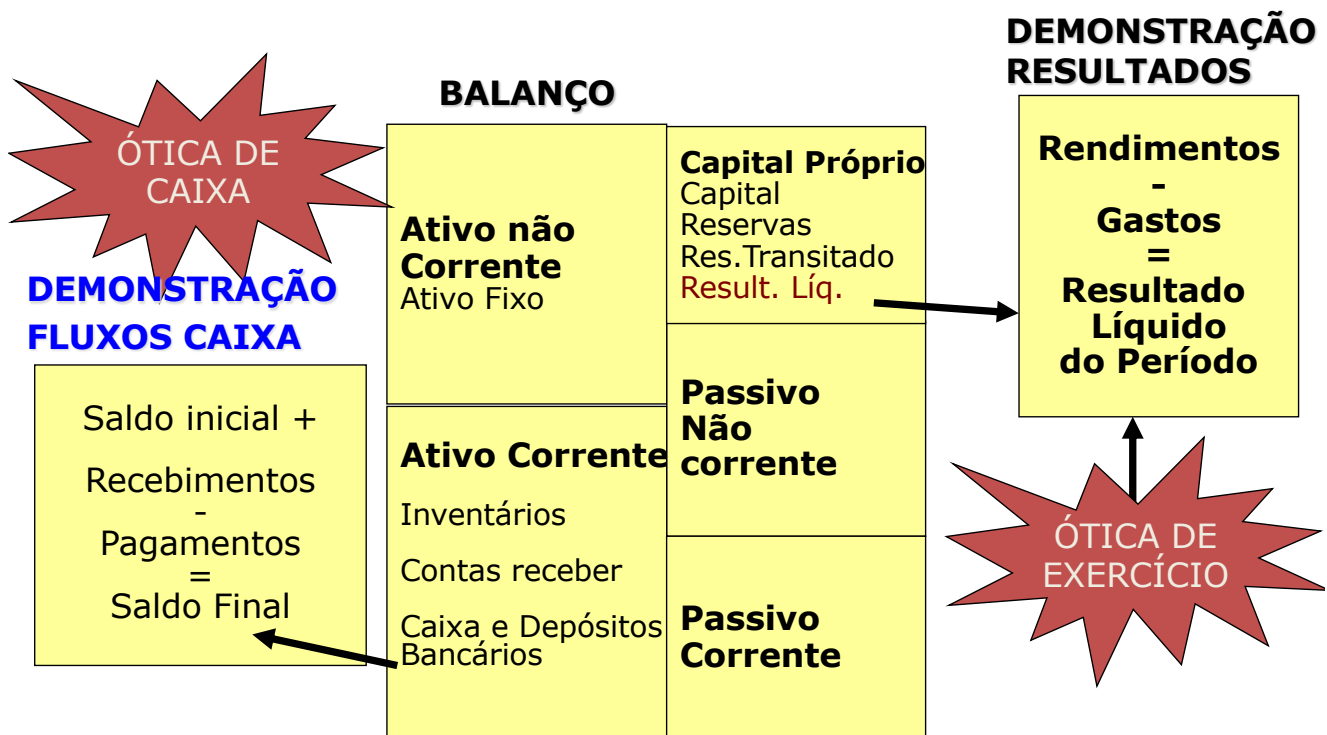 ÓTICA DE
CAIXA
DEMONSTRAÇÃO
FLUXOS CAIXA
Saldo inicial +
Recebimentos
-
Pagamentos
=
Saldo Final
BALANÇO
Ativo não
Corrente
Ativo Fixo
Ativo Corrente
Inventários
Contas receber
Caixa e Depósitos
Bancários
Capital Próprio
Capital
Reservas
Res.Transitado
Result. Líq.
Passivo
Não
corrente
Passivo
Corrente
DEMONSTRAÇÃO
RESULTADOS
Rendimentos
-
Gastos
=
Resultado
Líquido
do Período
ÓTICA DE
EXERCÍCIO